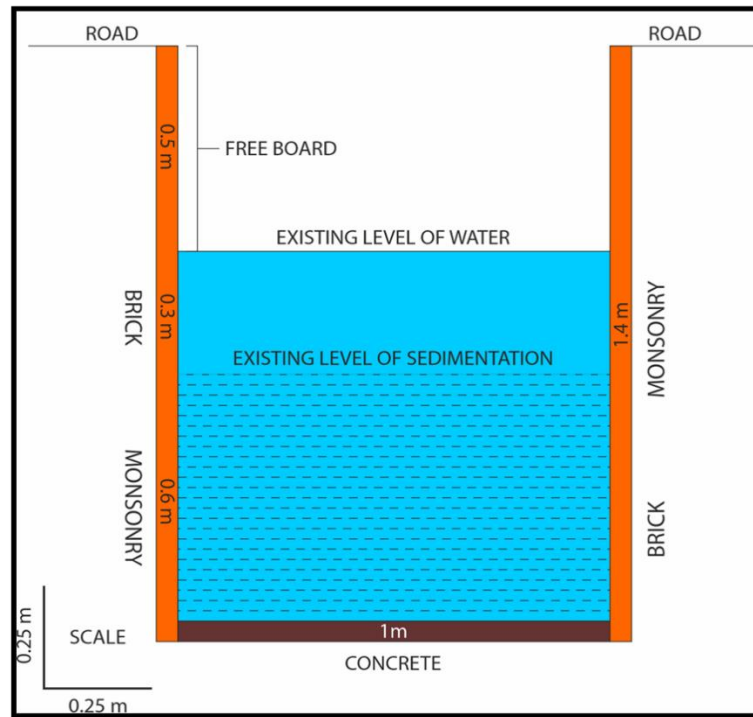 ROAD
ROAD
0.5 m
FREE BOARD
EXISTING LEVEL OF WATER
BRICK
0.3 m
1.4 m
MONSONRY
EXISTING LEVEL OF SEDIMENTATION
MONSONRY
0.6 m
BRICK
0.25 m
SCALE
1m
CONCRETE
0.25 m